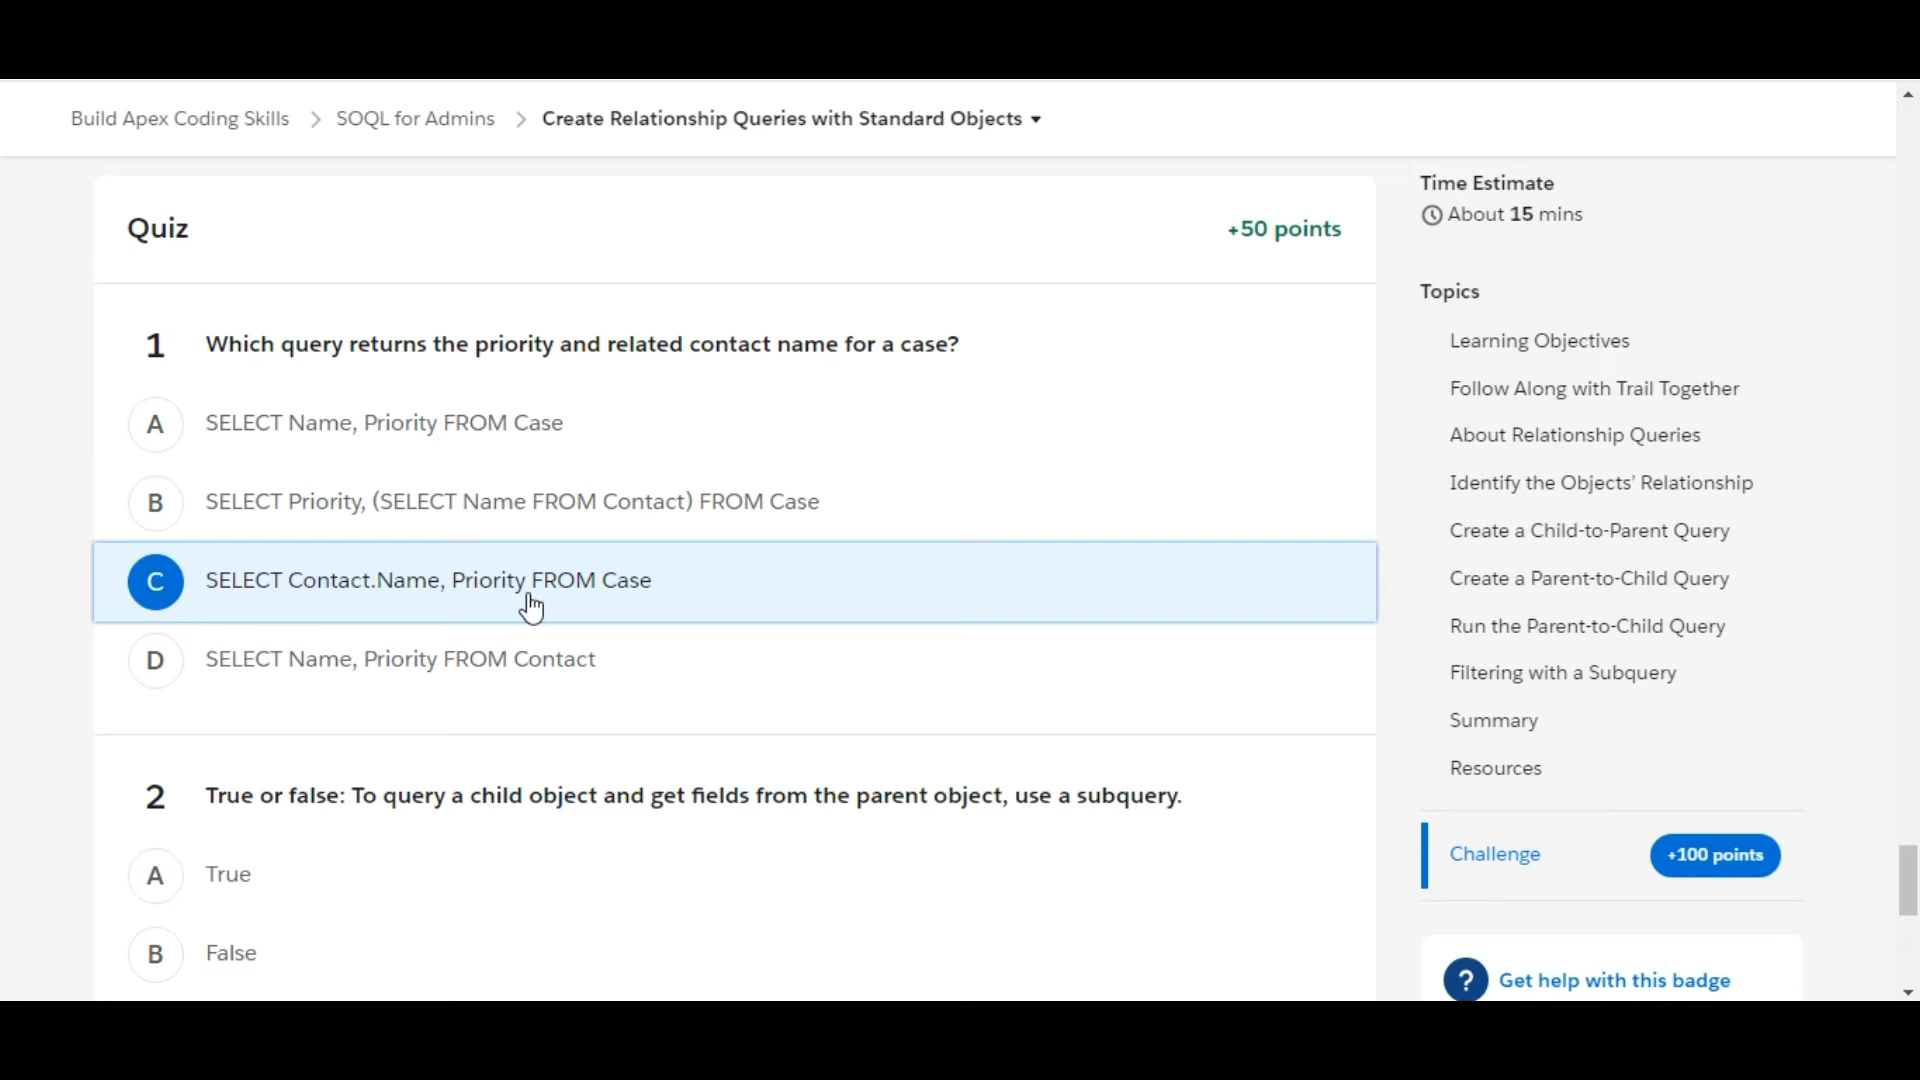 Build Apex Coding Skills > SOQL for Admins > Create Relationship Queries with Standard Objects
Quiz
+50 points
1 Which query returns the priority and related contact name for a case?
A SELECT Name, Priority FROM Case
B SELECT Priority, (SELECT Name FROM Contact) FROM Case
C SELECT Contact.Name, Priority FROM Case
D SELECT Name, Priority FROM Contact
2 True or false: To query a child object and get fields from the parent object, use a subquery.
A True
B False
Time Estimate
About 15 mins
Topics
Learning Objectives
Follow Along with Trail Together
About Relationship Queries
Identify the Objects’ Relationship
Create a Child-to-Parent Query
Create a Parent-to-Child Query
Run the Parent-to-Child Query
Filtering with a Subquery
Summary
Resources
Challenge +100 points
? Get help with this badge